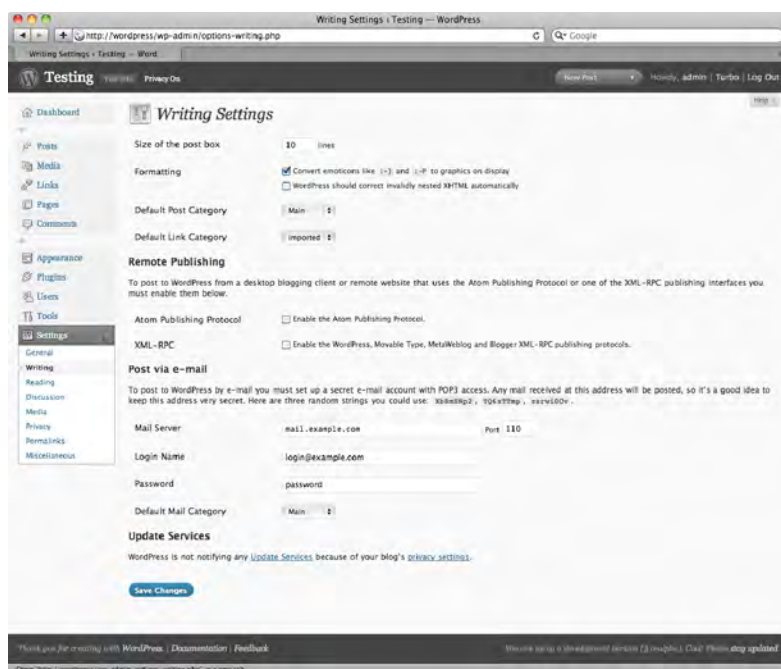 Writing Settings ‹ Testing — WordPress
http://wordpress/wp-admin/options-writing.php
Google
Writing Settings ‹ Testing — Word...
Testing
Privacy On
New Post
Howdy, admin | Turbo | Log Out
Help
Dashboard
Posts
Media
Links
Pages
Comments
Appearance
Plugins
Users
Tools
Settings
General
Writing
Reading
Discussion
Media
Privacy
Permalinks
Miscellaneous
Writing Settings
Size of the post box 10 lines
Formatting
Convert emoticons like :-) and :-P to graphics on display
WordPress should correct invalidly nested XHTML automatically
Default Post Category Main
Default Link Category imported
Remote Publishing
To post to WordPress from a desktop blogging client or remote website that uses the Atom Publishing Protocol or one of the XML-RPC publishing interfaces you
must enable them below.
Atom Publishing Protocol Enable the Atom Publishing Protocol.
XML-RPC Enable the WordPress, Movable Type, MetaWeblog and Blogger XML-RPC publishing protocols.
Post via e-mail
To post to WordPress by e-mail you must set up a secret e-mail account with POP3 access. Any mail received at this address will be posted, so it's a good idea to
keep this address very secret. Here are three random strings you could use:
Mail Server mail.example.com Port 110
Login Name login@example.com
Password password
Default Mail Category Main
Update Services
WordPress is not notifying any Update Services because of your blog's privacy settings.
Save Changes
Thank you for creating with WordPress | Documentation | Feedback
You are using a development version Cool! Please stay updated